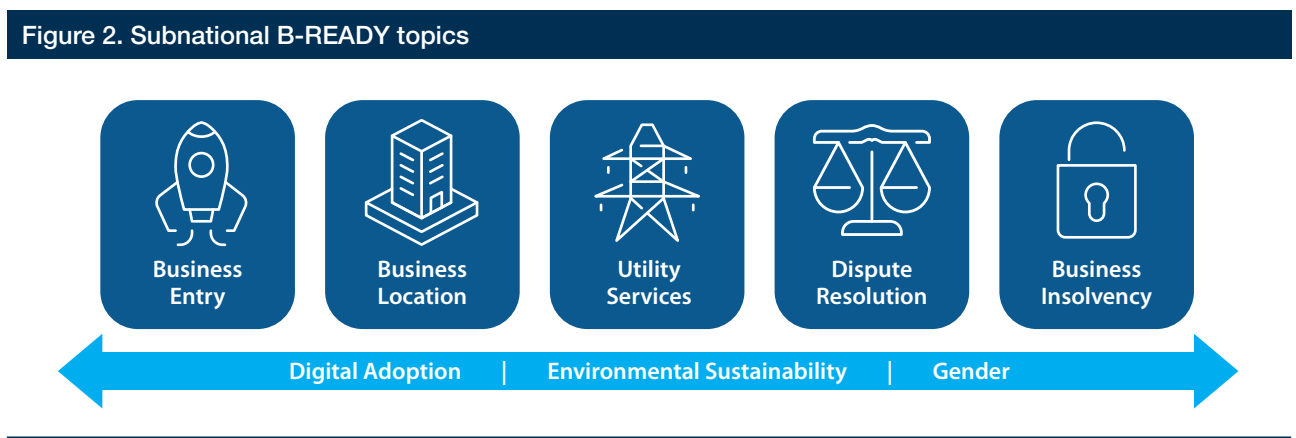 Figure 2. Subnational B-READY topics
Business
Entry
Business
Location
Utility
Services
Dispute
Resolution
Business
Insolvency
Digital Adoption | Environmental Sustainability | Gender